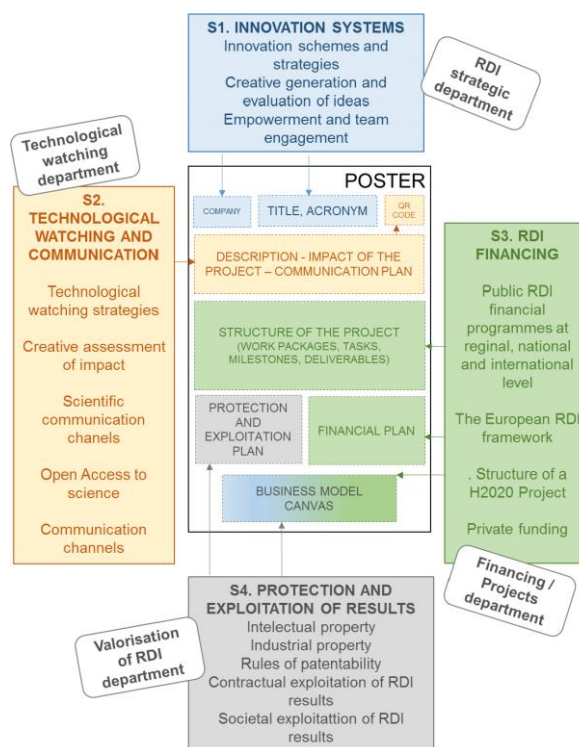 S1. INNOVATION SYSTEMS
Innovation schemes and
strategies
Creative generation and
evaluation of ideas
Empowerment and team
engagement
RDI
strategic
department
Technological
watching
department
S2.
TECHNOLOGICAL
WATCHING AND
COMMUNICATION
Technological
watching strategies
Creative assessment
of impact
Scientific
communication
chanels
Open Access to
science
Communication
channels
POSTER
COMPANY
TITLE, ACRONYM
QR
CODE
DESCRIPTION - IMPACT OF THE
PROJECT – COMMUNICATION PLAN
STRUCTURE OF THE PROJECT
(WORK PACKAGES, TASKS,
MILESTONES, DELIVERABLES)
PROTECTION
AND
EXPLOITATION
PLAN
FINANCIAL PLAN
BUSINESS MODEL
CANVAS
S3. RDI
FINANCING
Public RDI
financial
programmes at
reginal, national
and international
level
The European RDI
framework
. Structure of a
H2020 Project
Private funding
Financing /
Projects
department
S4. PROTECTION AND
EXPLOITATION OF RESULTS
Intelectual property
Industrial property
Rules of patentability
Contractual exploitation of RDI
results
Societal exploitattion of RDI
results
Valorisation
of RDI
department